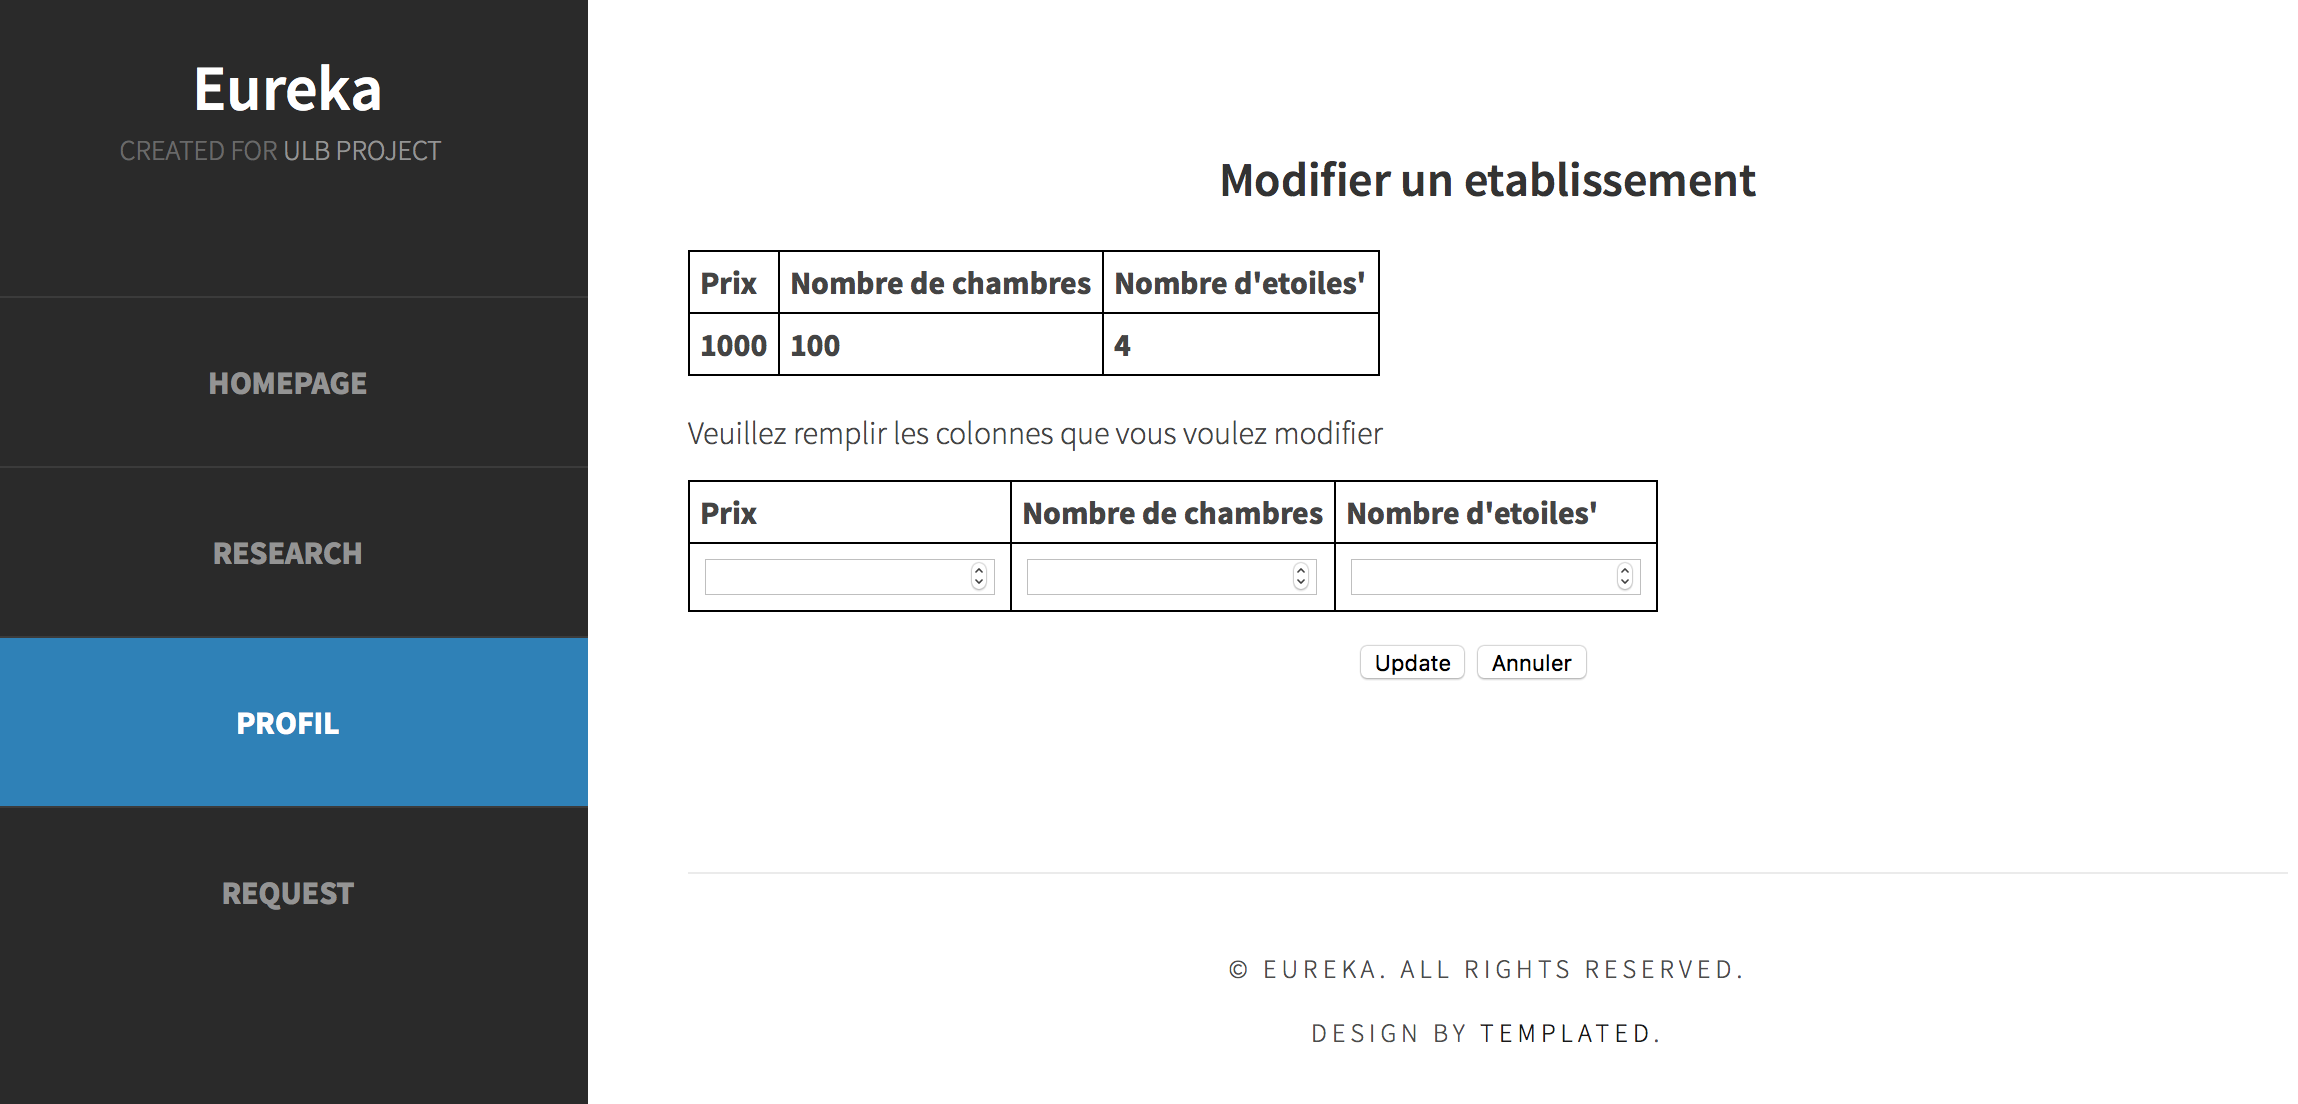 Eureka
CREATED FOR ULB PROJECT
HOMEPAGE
RESEARCH
PROFIL
REQUEST
Modifier un etablissement
Prix Nombre de chambres Nombre d'etoiles'
1000 100 4
Veuillez remplir les colonnes que vous voulez modifier
Prix Nombre de chambres Nombre d'etoiles'
Update Annuler
© EUREKA. ALL RIGHTS RESERVED.
DESIGN BY TEMPLATED.